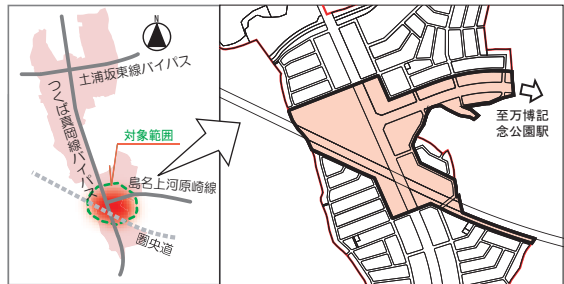 N
土浦坂東線バイパス
つくば真岡線バイパス
対象範囲
島名上河原崎線
圏央道
至万博記
念公園駅